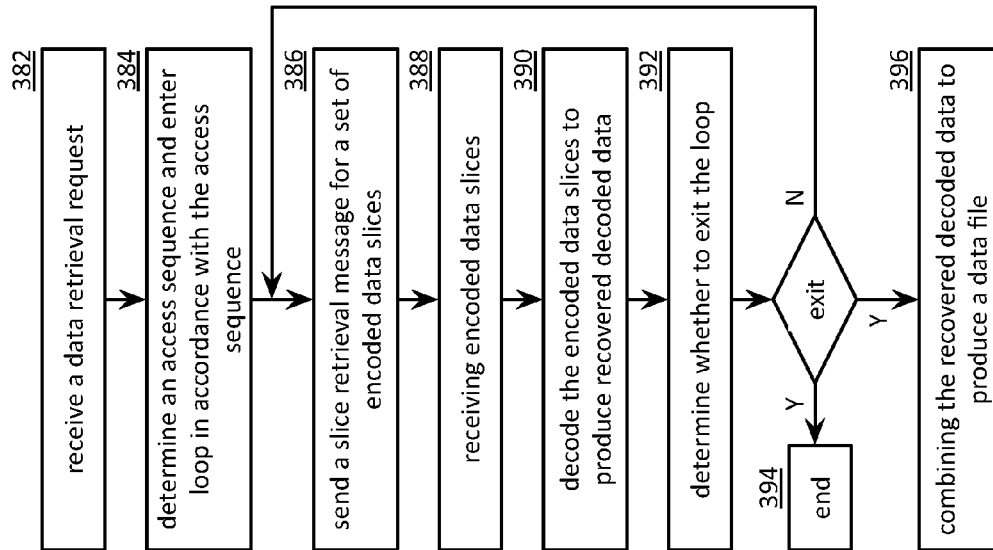 382
receive a data retrieval request
384
determine an access sequence and enter
loop in accordance with the access
sequence
386
send a slice retrieval message for a set of
encoded data slices
388
receiving encoded data slices
390
decode the encoded data slices to
produce recovered decoded data
392
determine whether to exit the loop
exit
N
Y
Y
394
end
396
combining the recovered decoded data to
produce a data file